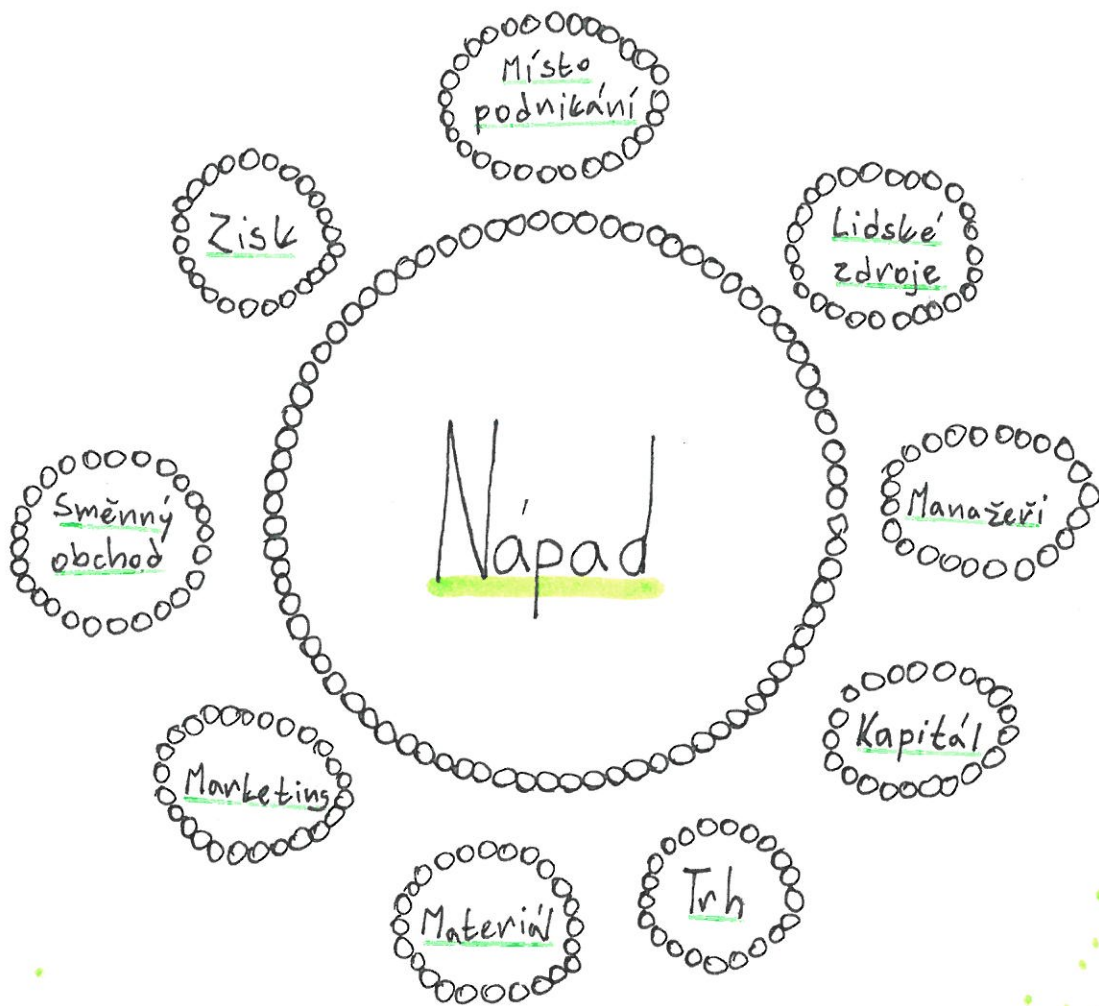 Místo
podnikání
Lidské
zdroje
Manažeři
Kapitál
Trh
Materiál
Marketing
Směnný
obchod
Zisk
Nápad